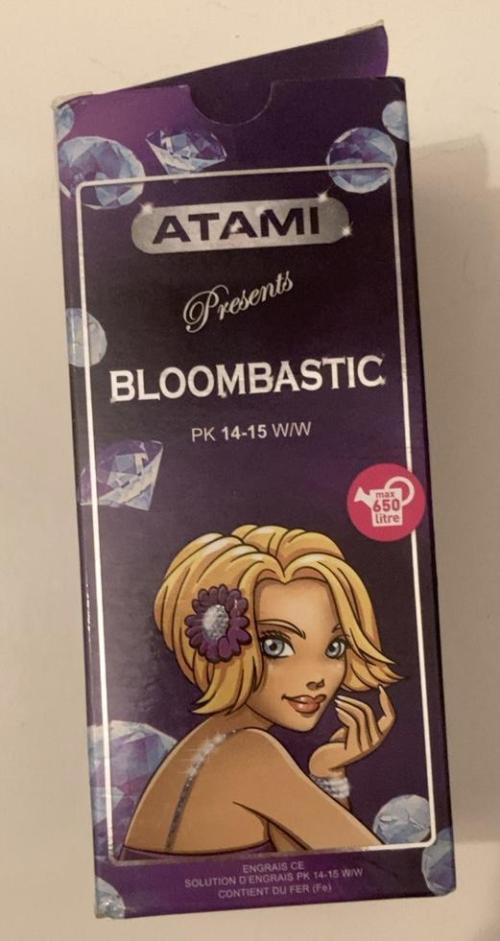 ATAMI
Presents
BLOOMBASTIC
PK 14-15 W/W
max
650
litre
ENGRAIS CE
SOLUTION D'ENGRAIS PK 14-15 W/W
CONTIENT DU FER (Fe)